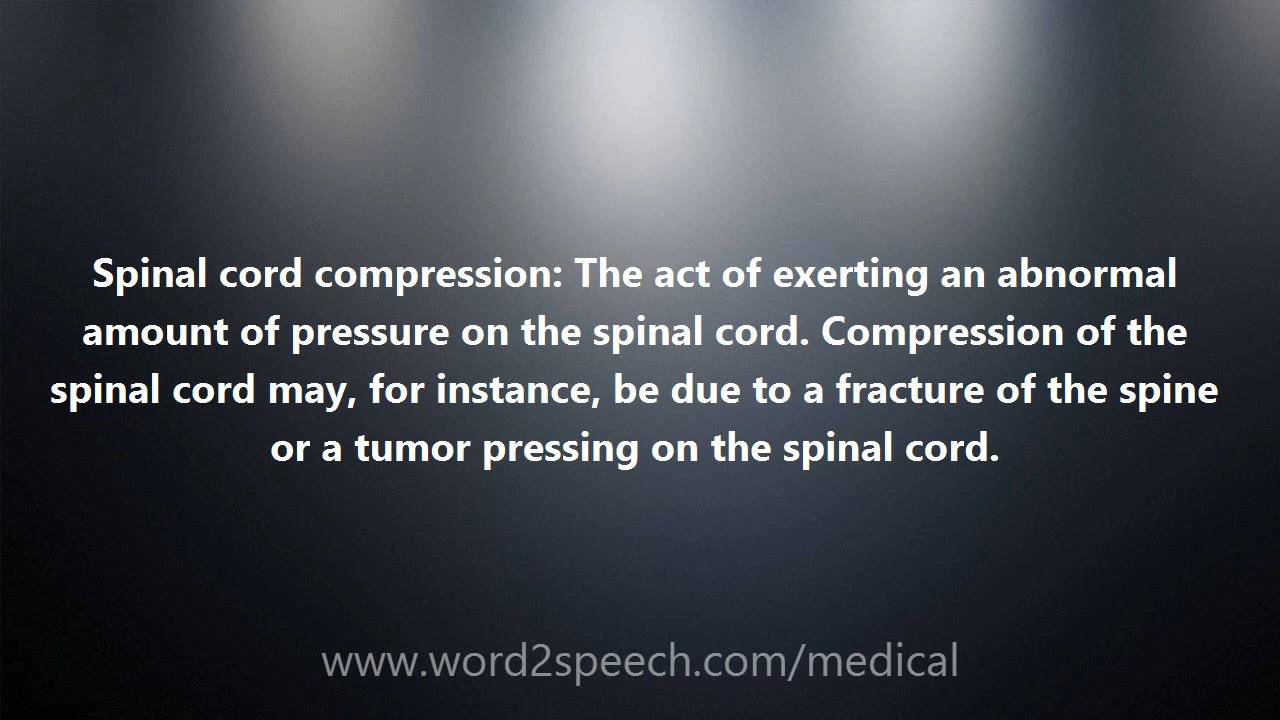 Spinal cord compression: The act of exerting an abnormal
amount of pressure on the spinal cord. Compression of the
spinal cord may, for instance, be due to a fracture of the spine
or a tumor pressing on the spinal cord.
www.word2speech.com/medical